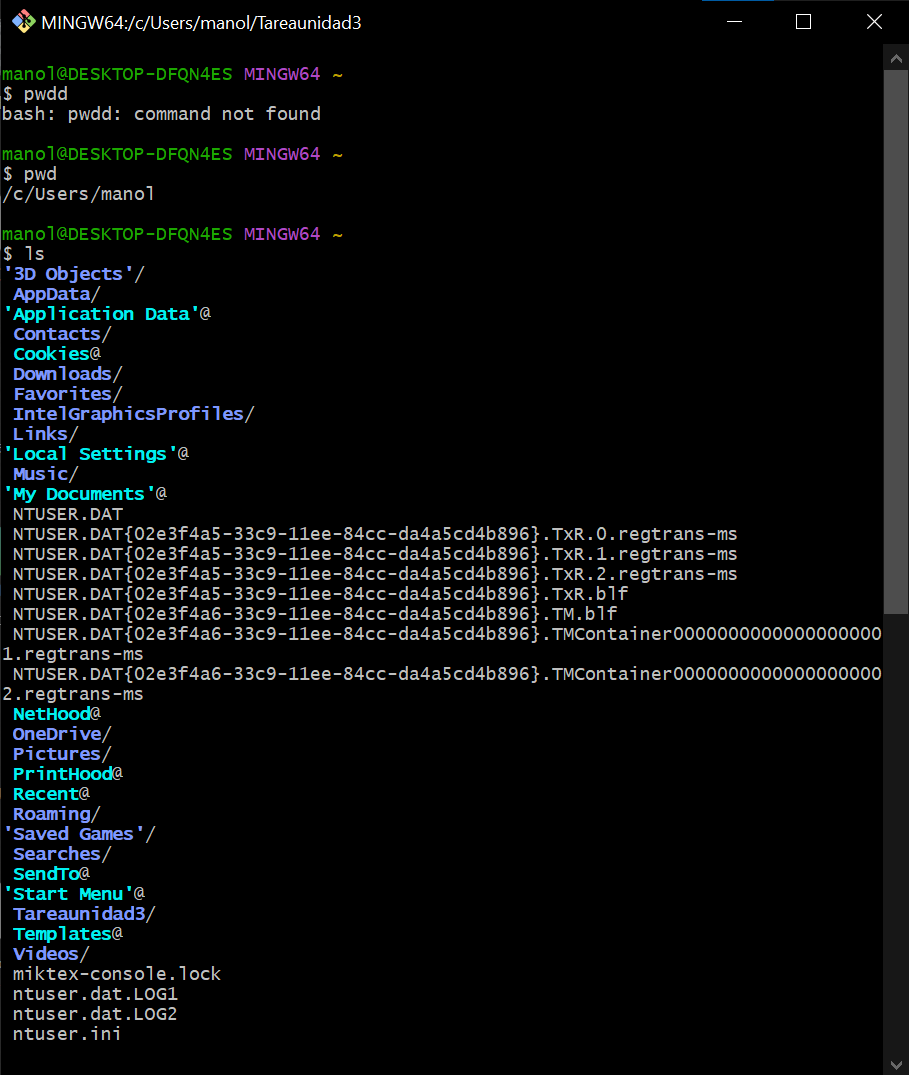 MINGW64:/c/Users/manol/Tareaunidad3
manol@DESKTOP-DFQN4ES MINGW64 ~
$ pwdd
bash: pwdd: command not found
manol@DESKTOP-DFQN4ES MINGW64 ~
$ pwd
/c/Users/manol
manol@DESKTOP-DFQN4ES MINGW64 ~
$ ls
'3D Objects'/
AppData/
'Application Data'@
Contacts/
Cookies@
Downloads/
Favorites/
IntelGraphicsProfiles/
Links/
'Local Settings'@
Music/
'My Documents'@
NTUSER.DAT
NTUSER.DAT{02e3f4a5-33c9-11ee-84cc-da4a5cd4b896}.TxR.0.regtrans-ms
NTUSER.DAT{02e3f4a5-33c9-11ee-84cc-da4a5cd4b896}.TxR.1.regtrans-ms
NTUSER.DAT{02e3f4a5-33c9-11ee-84cc-da4a5cd4b896}.TxR.2.regtrans-ms
NTUSER.DAT{02e3f4a5-33c9-11ee-84cc-da4a5cd4b896}.TxR.blf
NTUSER.DAT{02e3f4a6-33c9-11ee-84cc-da4a5cd4b896}.TM.blf
NTUSER.DAT{02e3f4a6-33c9-11ee-84cc-da4a5cd4b896}.TMContainer0000000000000000000
1.regtrans-ms
NTUSER.DAT{02e3f4a6-33c9-11ee-84cc-da4a5cd4b896}.TMContainer0000000000000000000
2.regtrans-ms
NetHood@
OneDrive/
Pictures/
PrintHood@
Recent@
Roaming/
'Saved Games'/
Searches/
SendTo@
'Start Menu'@
Tareaunidad3/
Templates@
Videos/
miktex-console.lock
ntuser.dat.LOG1
ntuser.dat.LOG2
ntuser.ini